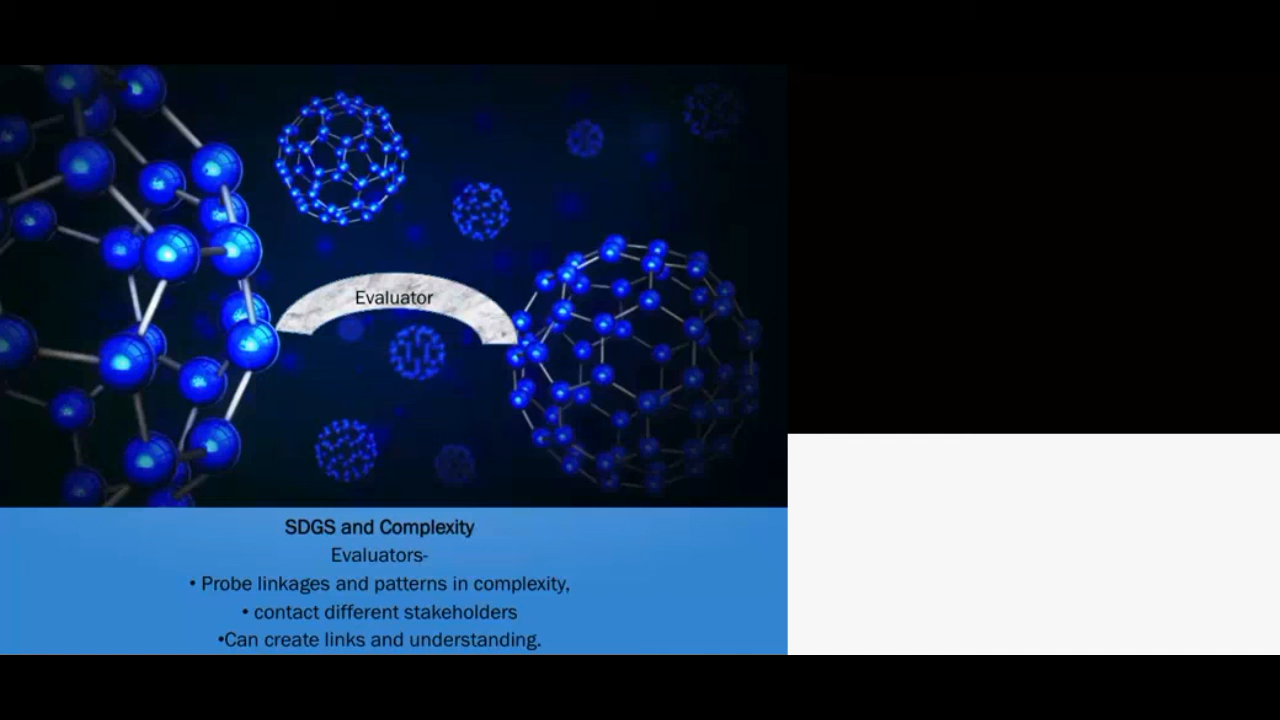 Evaluator
SDGS and Complexity
Evaluators-
• Probe linkages and patterns in complexity,
• contact different stakeholders
•Can create links and understanding.